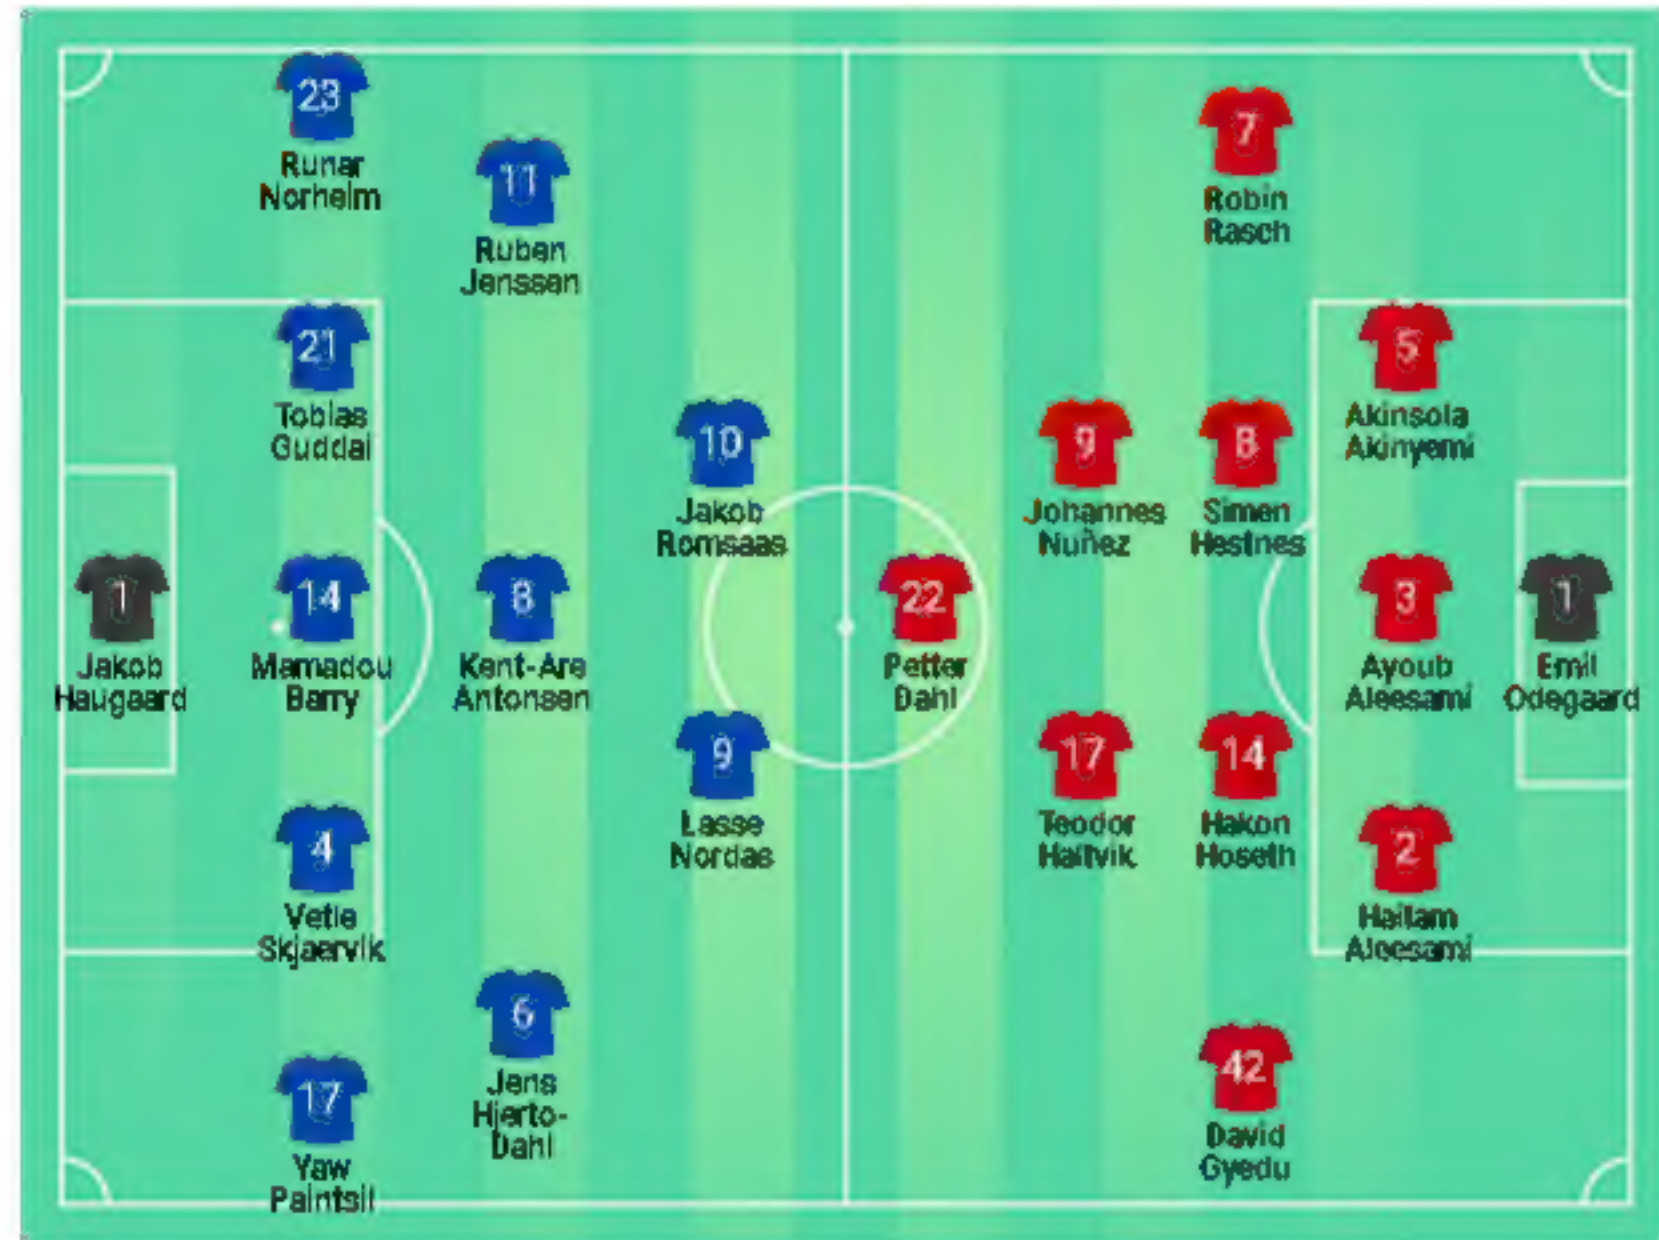 23
Runar
Norheim
11
Ruben
Jenssen
21
Tobias
Guddal
10
Jakob
Romsaas
1
Jakob
Haugaard
14
Mamadou
Barry
8
Kent-Are
Antonsen
9
Lasse
Nordas
4
Vetle
Skjaervik
6
Jens
Hjerto-
Dahl
17
Yaw
Paintsil
7
Robin
Rasch
5
Akinsola
Akinyemi
9
Johannes
Nuñez
8
Simen
Hestnes
22
Petter
Dahl
3
Ayoub
Aleesami
1
Emil
Odegaard
17
Teodor
Hallvik
14
Hakon
Hoseth
2
Haitam
Aleesami
42
David
Gyedu